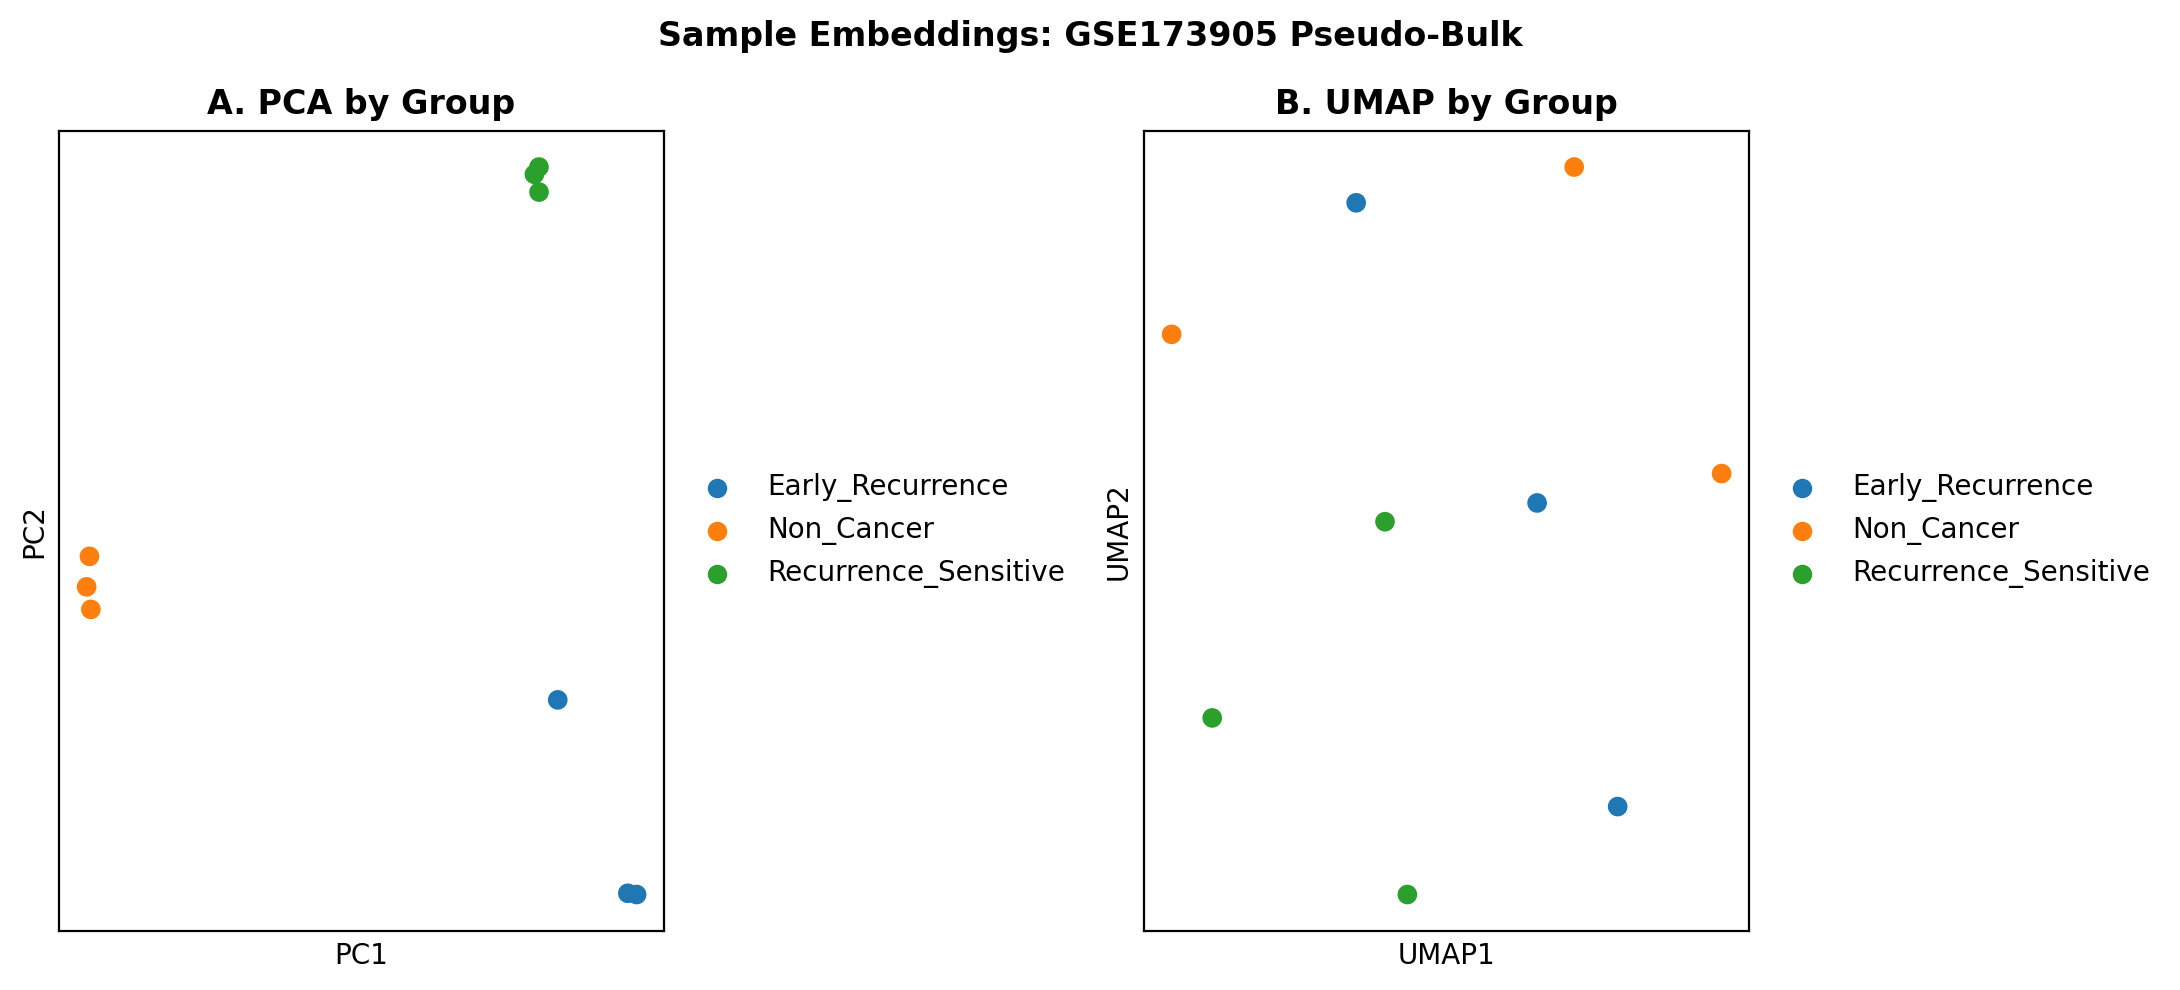 Sample Embeddings: GSE173905 Pseudo-Bulk
A. PCA by Group
PC2
PC1
Early_Recurrence
Non_Cancer
Recurrence_Sensitive
B. UMAP by Group
UMAP2
UMAP1
Early_Recurrence
Non_Cancer
Recurrence_Sensitive